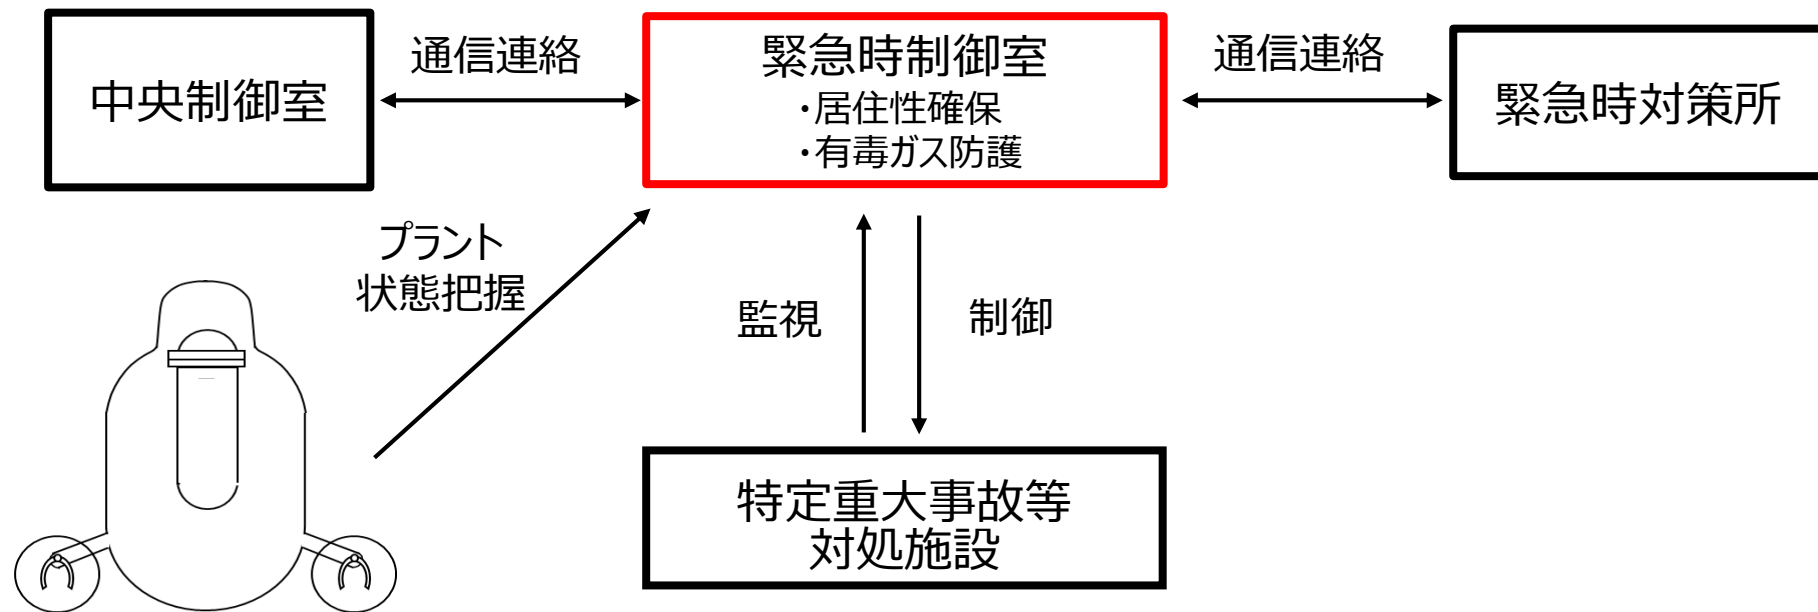 中央制御室
通信連絡
緊急時制御室
・居住性確保
・有毒ガス防護
通信連絡
緊急時対策所
プラント
状態把握
監視
制御
特定重大事故等
対処施設